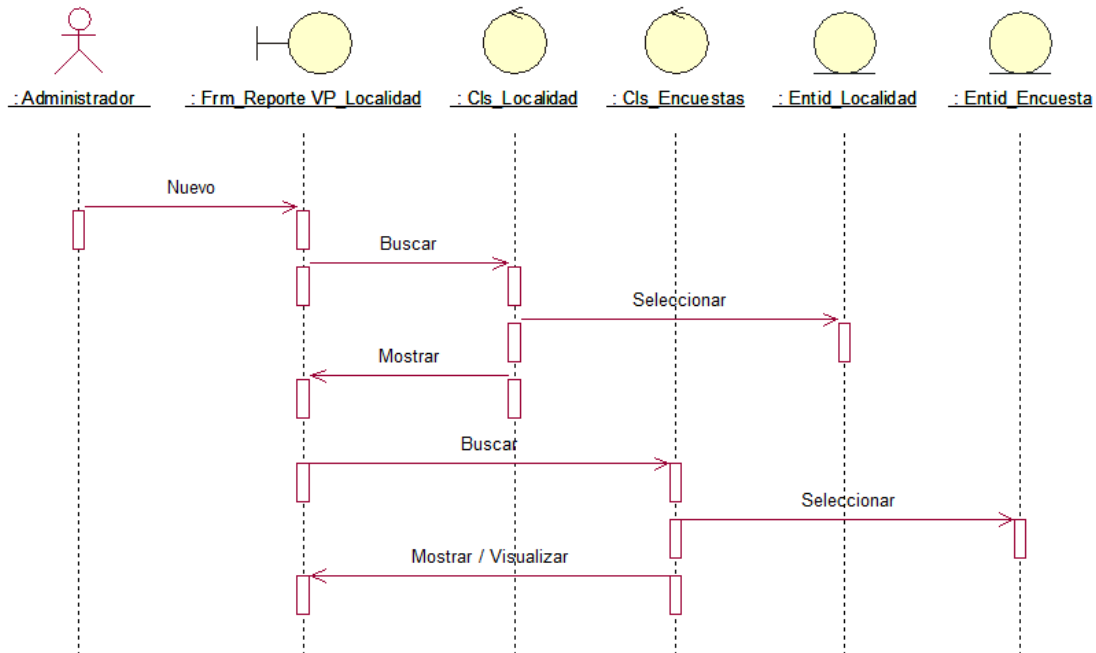 : Administrador
: Frm_Reporte VP_Localidad
: Cls_Localidad
: Cls_Encuestas
: Entid_Localidad
: Entid_Encuesta
Nuevo
Buscar
Seleccionar
Mostrar
Buscar
Seleccionar
Mostrar / Visualizar